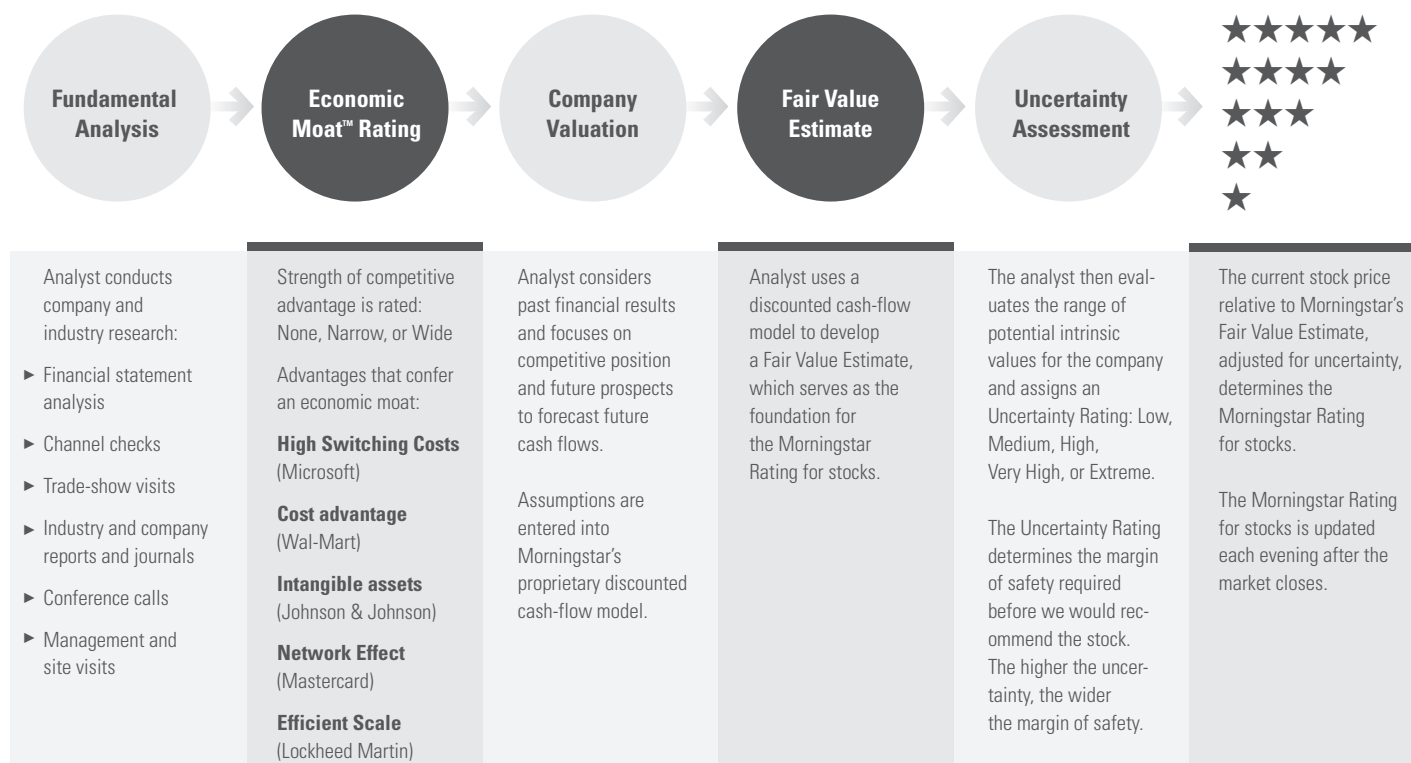 Fundamental
Analysis
Economic
Moat™ Rating
Company
Valuation
Fair Value
Estimate
Uncertainty
Assessment
Analyst conducts
company and
industry research:
► Financial statement
analysis
► Channel checks
► Trade-show visits
► Industry and company
reports and journals
► Conference calls
► Management and
site visits
Strength of competitive
advantage is rated:
None, Narrow, or Wide
Advantages that confer
an economic moat:
High Switching Costs
(Microsoft)
Cost advantage
(Wal-Mart)
Intangible assets
(Johnson & Johnson)
Network Effect
(Mastercard)
Efficient Scale
(Lockheed Martin)
Analyst considers
past financial results
and focuses on
competitive position
and future prospects
to forecast future
cash flows.
Assumptions are
entered into
Morningstar’s
proprietary discounted
cash-flow model.
Analyst uses a
discounted cash-flow
model to develop
a Fair Value Estimate,
which serves as the
foundation for
the Morningstar
Rating for stocks.
The analyst then eval-
uates the range of
potential intrinsic
values for the company
and assigns an
Uncertainty Rating: Low,
Medium, High,
Very High, or Extreme.
The Uncertainty Rating
determines the margin
of safety required
before we would rec-
ommend the stock.
The higher the uncer-
tainty, the wider
the margin of safety.
The current stock price
relative to Morningstar’s
Fair Value Estimate,
adjusted for uncertainty,
determines the
Morningstar Rating
for stocks.
The Morningstar Rating
for stocks is updated
each evening after the
market closes.